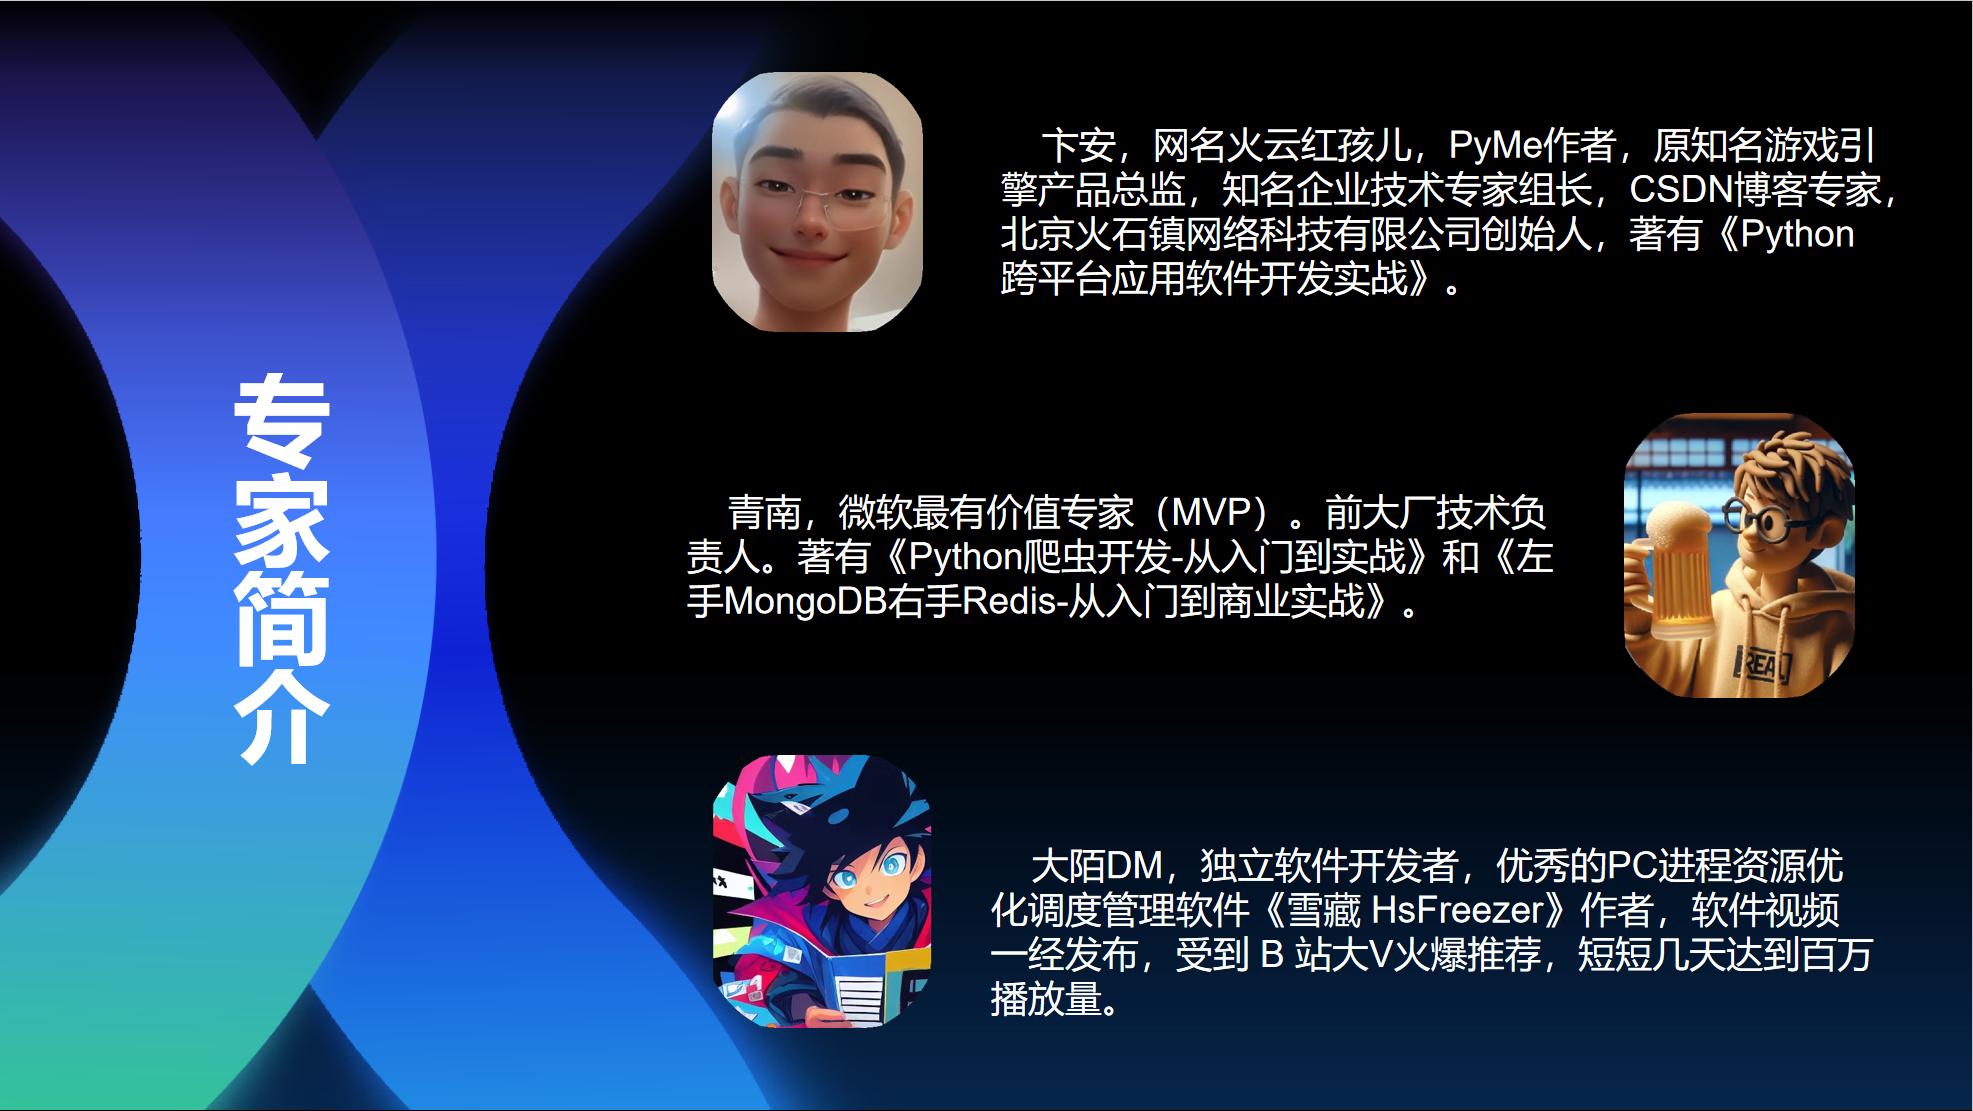 专家简介
卞安，网名火云红孩儿，PyMe作者，原知名游戏引
擎产品总监，知名企业技术专家组长，CSDN博客专家，
北京火石镇网络科技有限公司创始人，著有《Python
跨平台应用软件开发实战》。
青南，微软最有价值专家（MVP）。前大厂技术负
责人。著有《Python爬虫开发-从入门到实战》和《左
手MongoDB右手Redis-从入门到商业实战》。
REAL
大陌DM，独立软件开发者，优秀的PC进程资源优
化调度管理软件《雪藏 HsFreezer》作者，软件视频
一经发布，受到 B 站大V火爆推荐，短短几天达到百万
播放量。